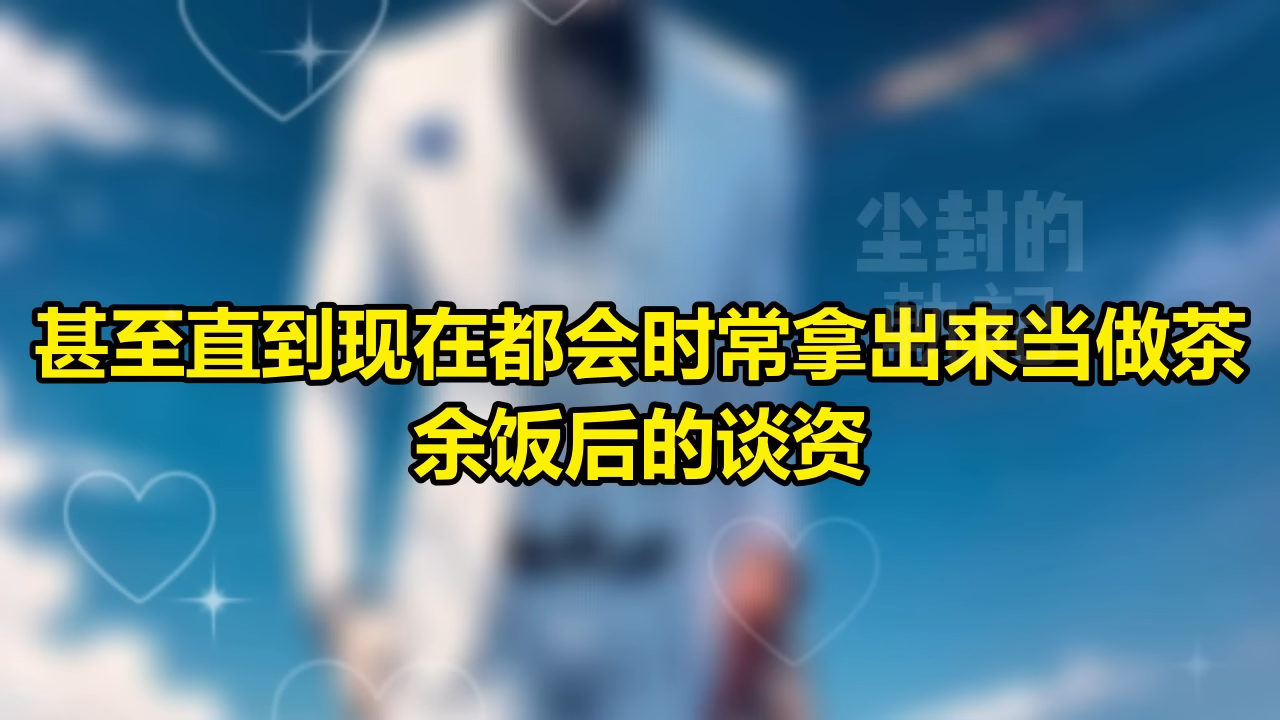 尘封的
甚至直到现在都会时常拿出来当做茶
余饭后的谈资